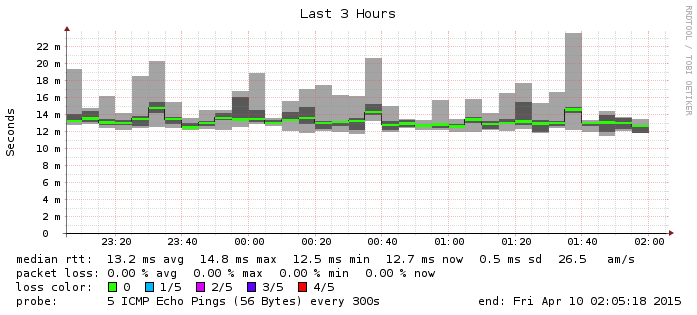 Last 3 Hours
RRDTOOL / TOBI OETIKER
Seconds
22 m
20 m
18 m
16 m
14 m
12 m
10 m
8 m
6 m
4 m
2 m
0
23:20 23:40 00:00 00:20 00:40 01:00 01:20 01:40 02:00
median rtt: 13.2 ms avg 14.8 ms max 12.5 ms min 12.7 ms now 0.5 ms sd 26.5 am/s
packet loss: 0.00 % avg 0.00 % max 0.00 % min 0.00 % now
loss color: 0 1/5 2/5 3/5 4/5
probe: 5 ICMP Echo Pings (56 Bytes) every 300s end: Fri Apr 10 02:05:18 2015